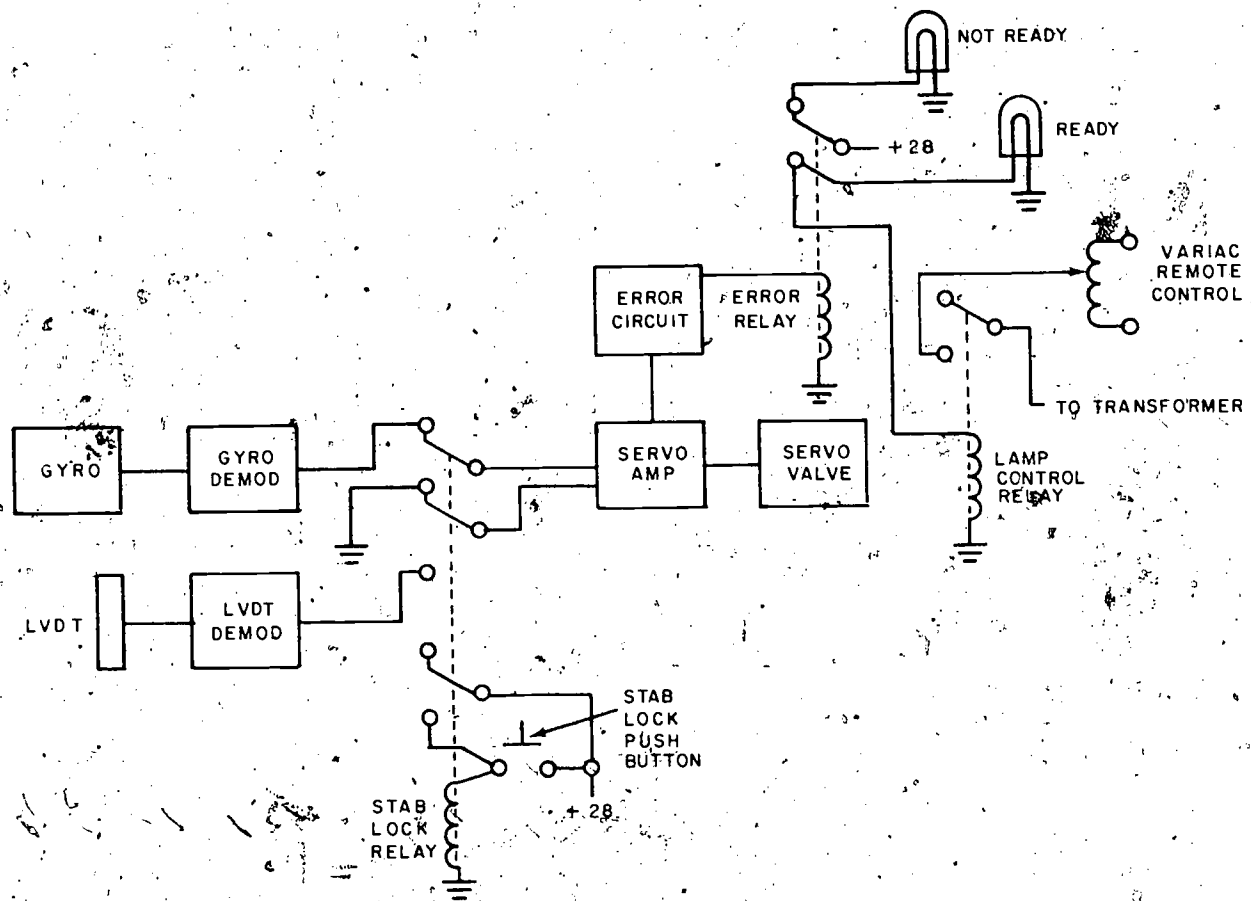 NOT READY
READY
+28
VARIAC
REMOTE
CONTROL
ERROR
CIRCUIT
ERROR
RELAY
TO TRANSFORMER
GYRO
GYRO
DEMOD
SERVO
AMP
SERVO
VALVE
LAMP
CONTROL
RELAY
LVDT
LVDT
DEMOD
STAB
LOCK
PUSH
BUTTON
+28
STAB
LOCK
RELAY